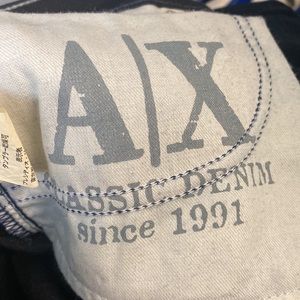 A|X
CLASSIC DENIM
since 1991